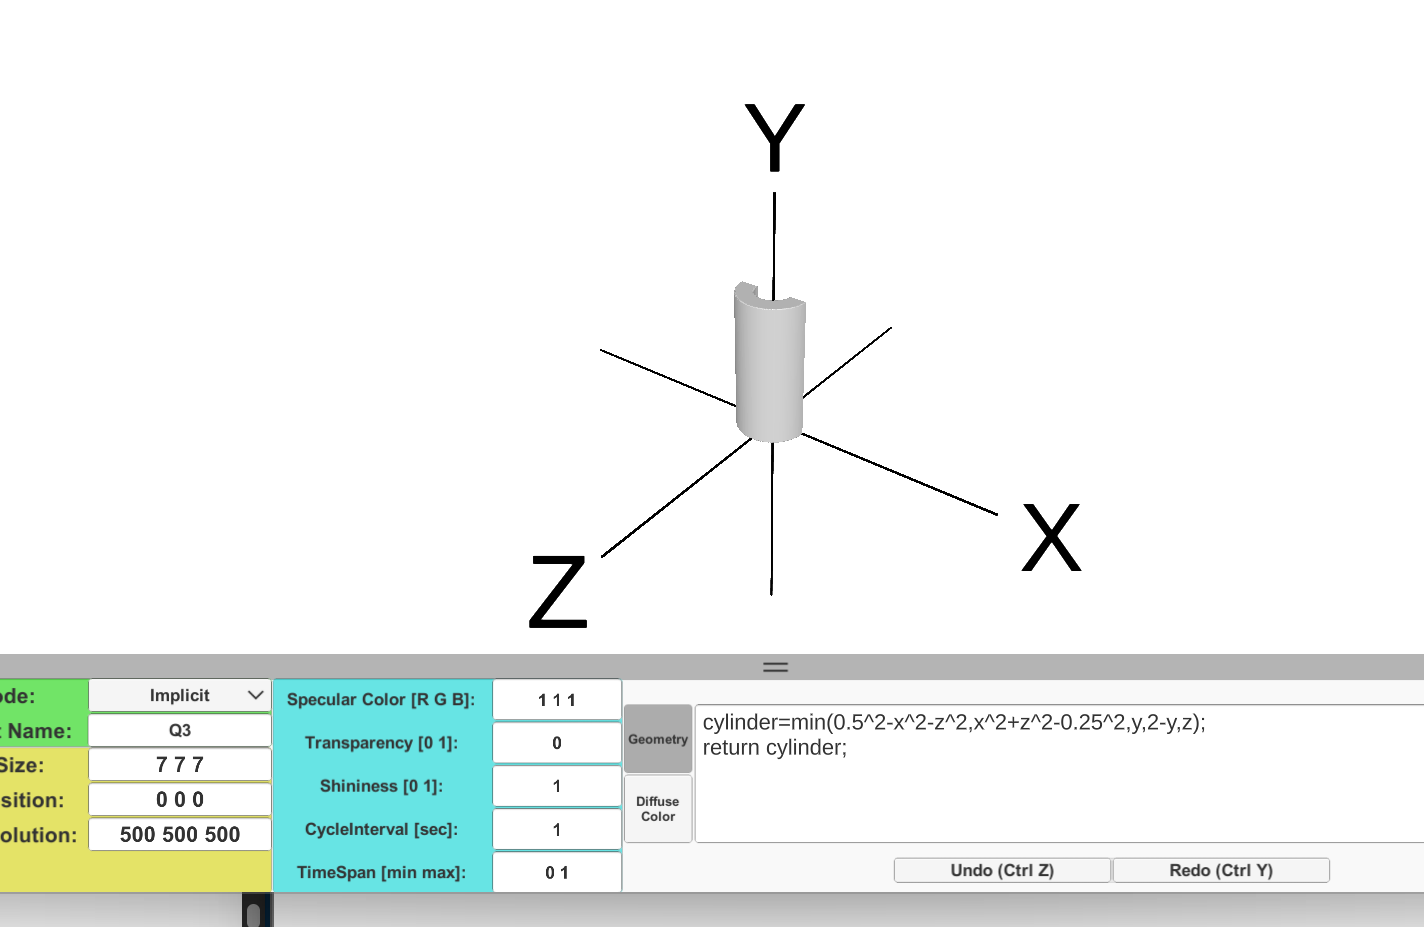 Y
X
Z
ode:
Implicit
t Name:
Q3
Size:
7 7 7
sition:
0 0 0
olution:
500 500 500
Specular Color [R G B]:
1 1 1
Transparency [0 1]:
0
Shininess [0 1]:
1
CycleInterval [sec]:
1
TimeSpan [min max]:
0 1
Geometry
Diffuse
Color
cylinder=min(0.5^2-x^2-z^2,x^2+z^2-0.25^2,y,2-y,z);
return cylinder;
Undo (Ctrl Z)
Redo (Ctrl Y)